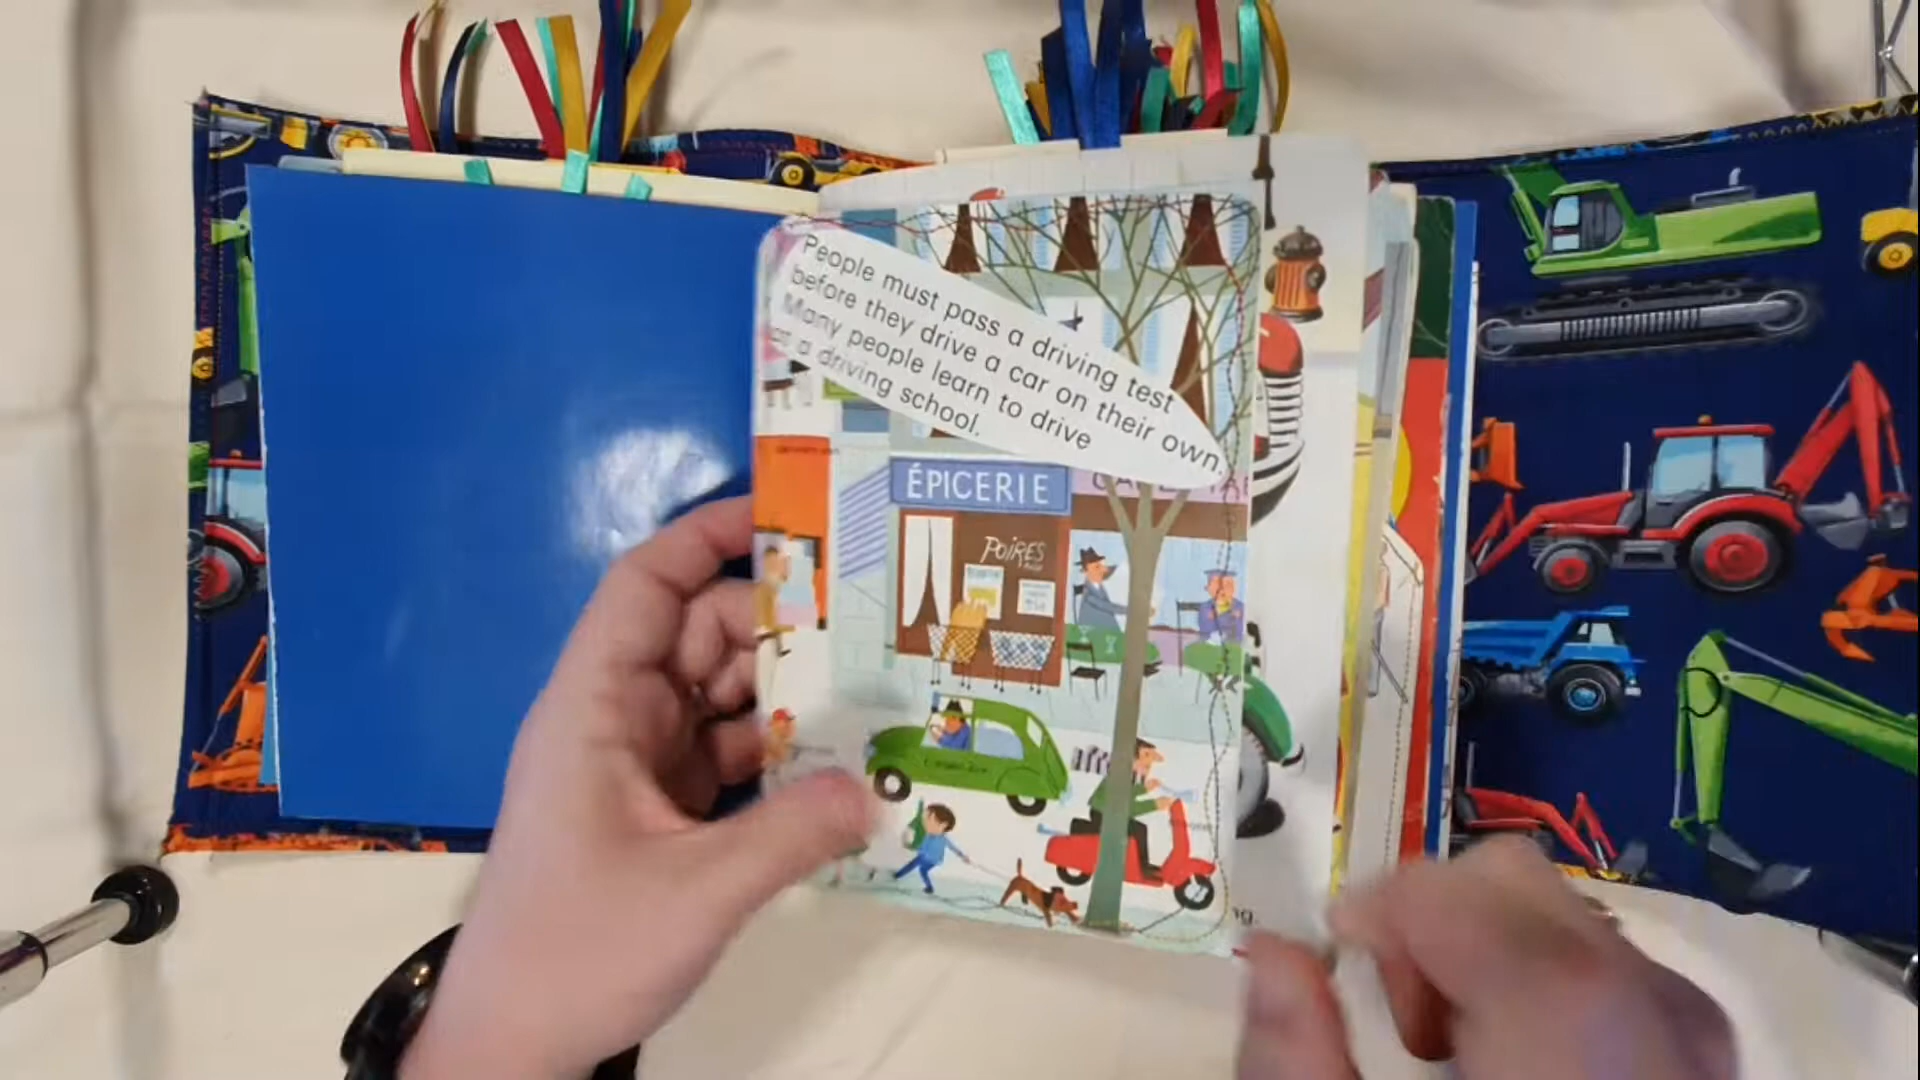 People must pass a driving test
before they drive a car on their own.
Many people learn to drive
at a driving school.
ÉPICERIE
POIRES